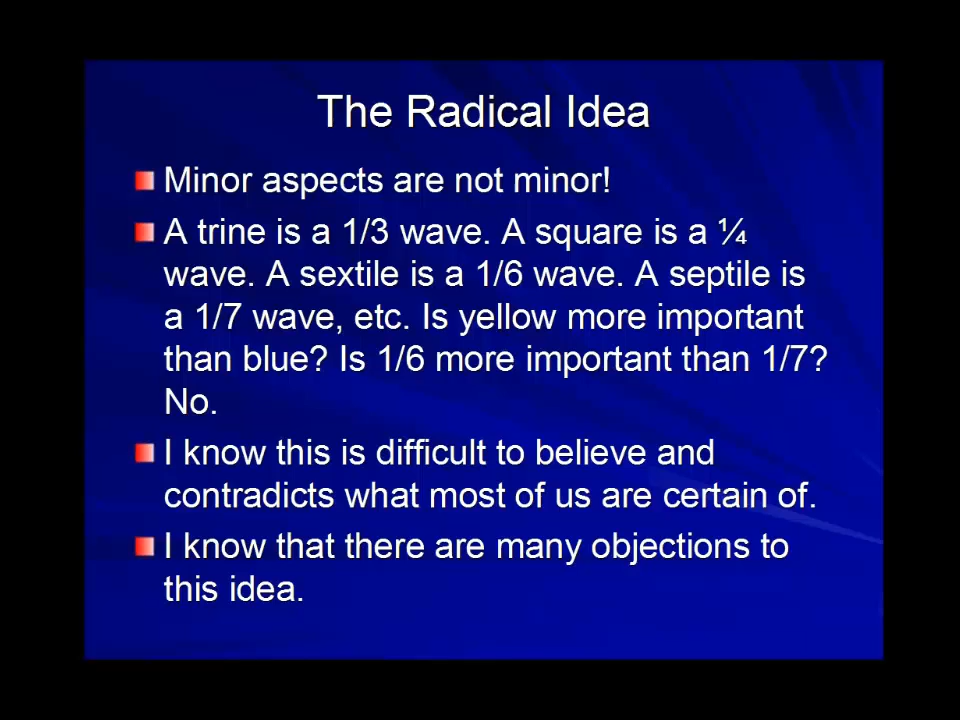 The Radical Idea
Minor aspects are not minor!
A trine is a 1/3 wave. A square is a ¼
wave. A sextile is a 1/6 wave. A septile is
a 1/7 wave, etc. Is yellow more important
than blue? Is 1/6 more important than 1/7?
No.
I know this is difficult to believe and
contradicts what most of us are certain of.
I know that there are many objections to
this idea.